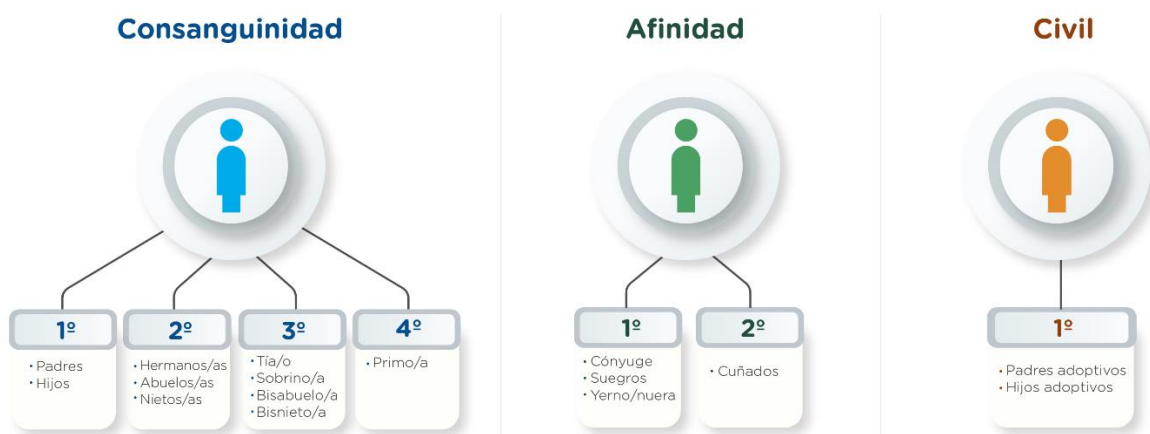 Consanguinidad
1º
• Padres
• Hijos
2º
• Hermanos/as
• Abuelos/as
• Nietos/as
3º
• Tía/o
• Sobrino/a
• Bisabuelo/a
• Bisnieto/a
4º
• Primo/a
Afinidad
1º
• Cónyuge
• Suegros
• Yerno/nuera
2º
• Cuñados
Civil
1º
• Padres adoptivos
• Hijos adoptivos